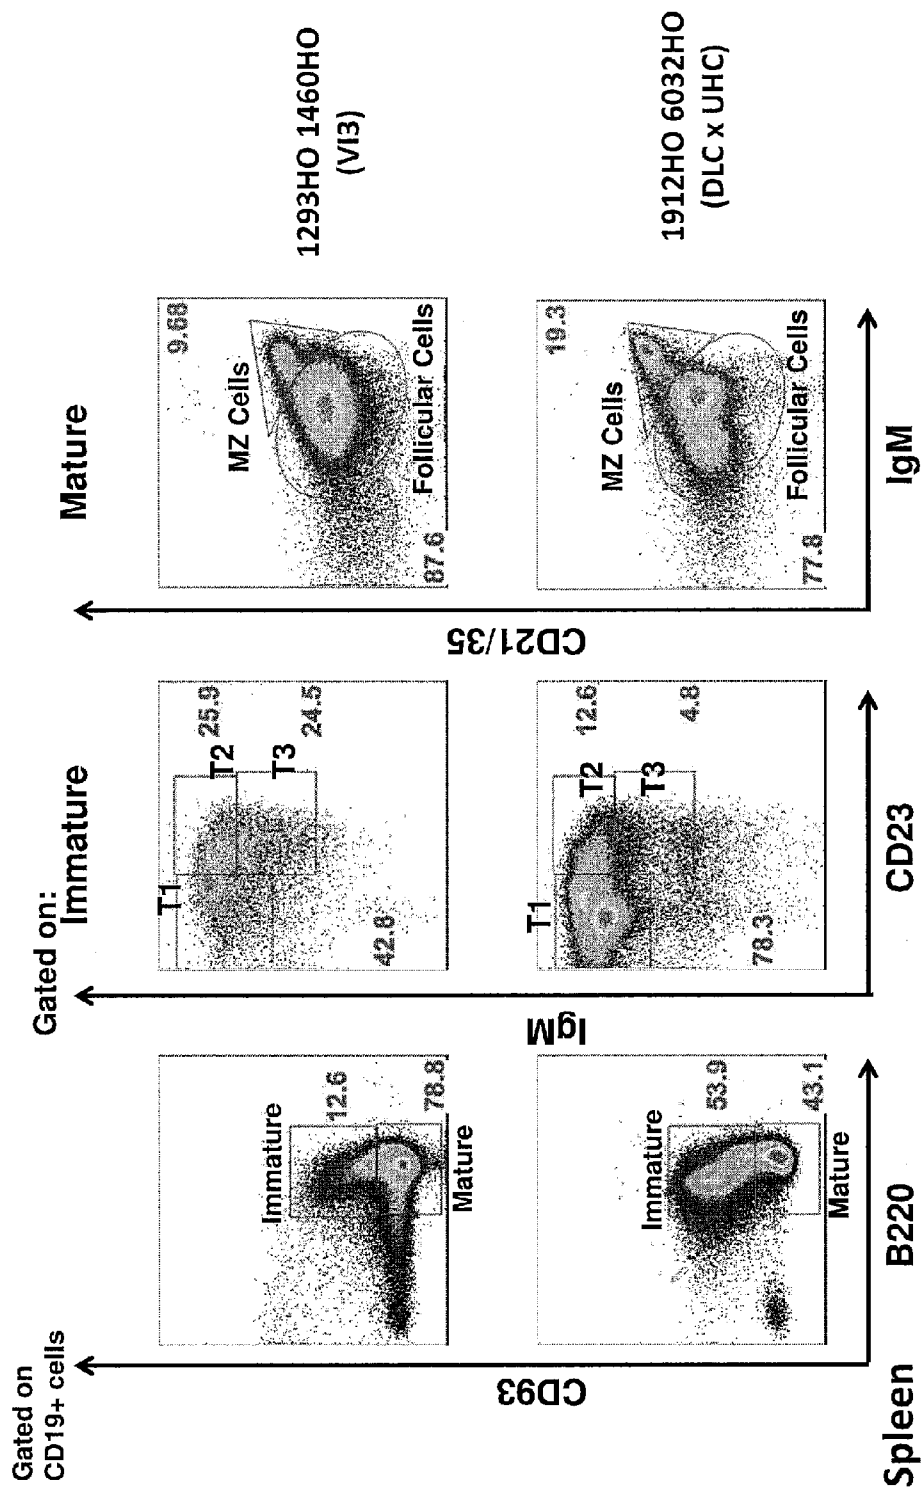 Gated on
CD19+ cells
Gated on:
Immature
Mature
CD93
Immature
12.6
78.8
Mature
IgM
T1
25.9
T2
T3
24.5
42.8
CD21/35
9.68
MZ Cells
Follicular Cells
87.6
1293HO 1460HO
(VI3)
Immature
53.9
43.1
Mature
T1
12.6
T2
T3
4.8
78.3
19.3
MZ Cells
Follicular Cells
77.8
1912HO 6032HO
(DLC x UHC)
Spleen
B220
CD23
IgM